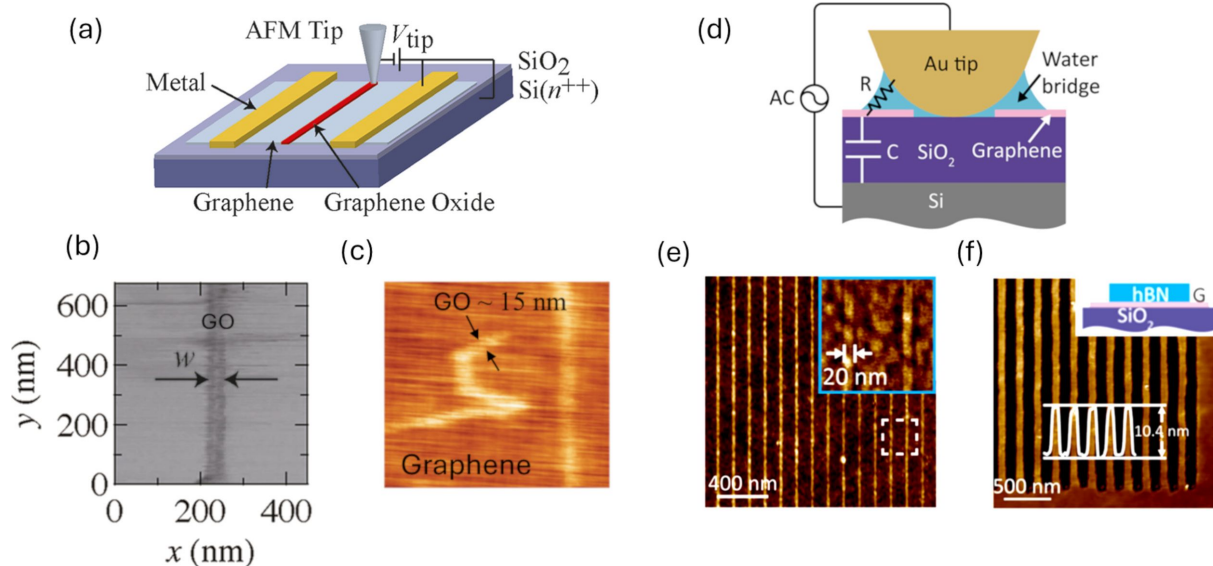 (a)
AFM Tip
V_tip
Metal
SiO₂
Si(n⁺⁺)
Graphene
Graphene Oxide
(b)
600
400
200
0
y (nm)
GO
W
0
200
400
x (nm)
(c)
GO ~ 15 nm
Graphene
(d)
Au tip
Water
bridge
R
AC
C
SiO₂
Graphene
Si
(e)
20 nm
400 nm
(f)
hBN
G
SiO₂
10.4 nm
500 nm